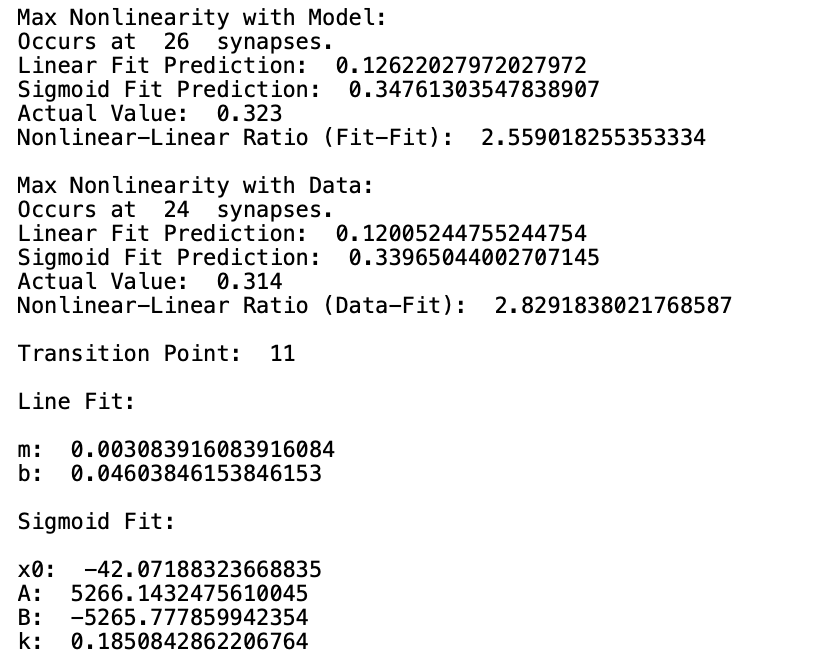 Max Nonlinearity with Model:
Occurs at  26  synapses.
Linear Fit Prediction:  0.12622027972027972
Sigmoid Fit Prediction:  0.34761303547838907
Actual Value:  0.323
Nonlinear-Linear Ratio (Fit-Fit):  2.559018255353334
Max Nonlinearity with Data:
Occurs at  24  synapses.
Linear Fit Prediction:  0.12005244755244754
Sigmoid Fit Prediction:  0.33965044002707145
Actual Value:  0.314
Nonlinear-Linear Ratio (Data-Fit):  2.8291838021768587
Transition Point:  11
Line Fit:
m:  0.003083916083916084
b:  0.04603846153846153
Sigmoid Fit:
x0:  -42.07188323668835
A:  5266.1432475610045
B:  -5265.777859942354
k:  0.1850842862206764